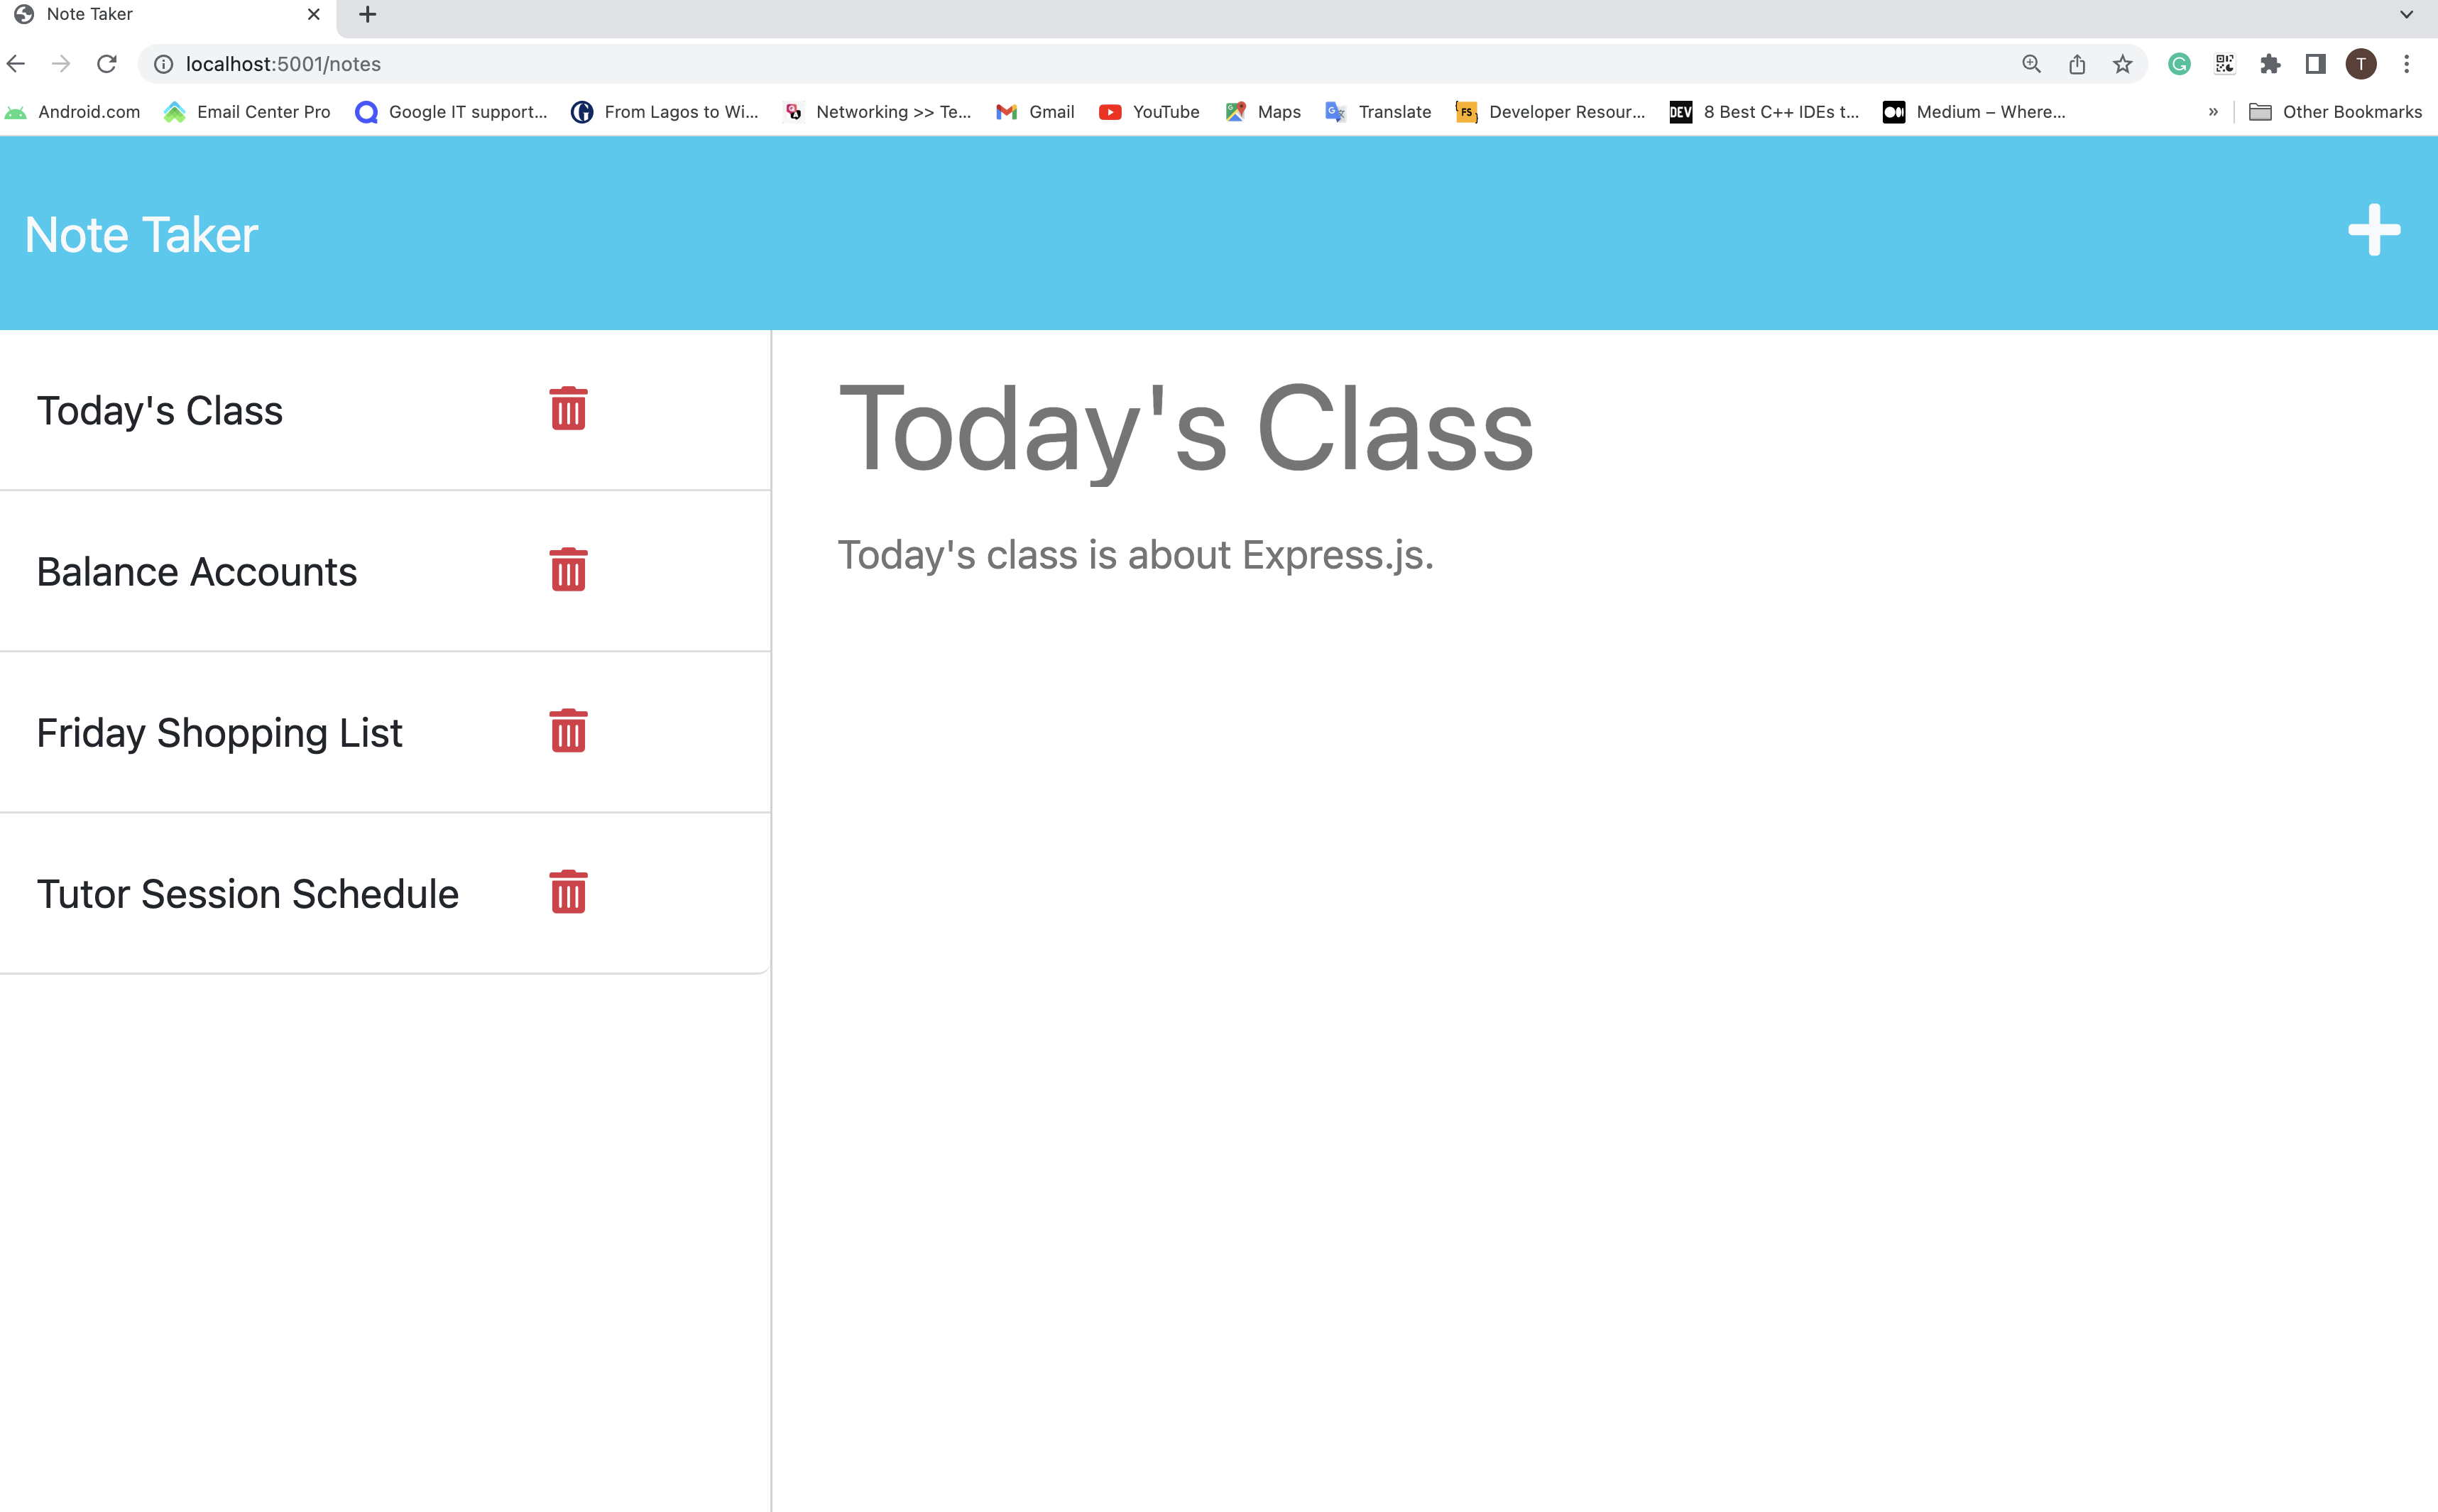 Note Taker
localhost:5001/notes
T
Android.com Email Center Pro Google IT support... From Lagos to Wi... Networking >> Te... Gmail YouTube Maps Translate FS Developer Resour... DEV 8 Best C++ IDEs t... Medium – Where... » Other Bookmarks
Note Taker
Today's Class
Balance Accounts
Friday Shopping List
Tutor Session Schedule
Today's Class
Today's class is about Express.js.